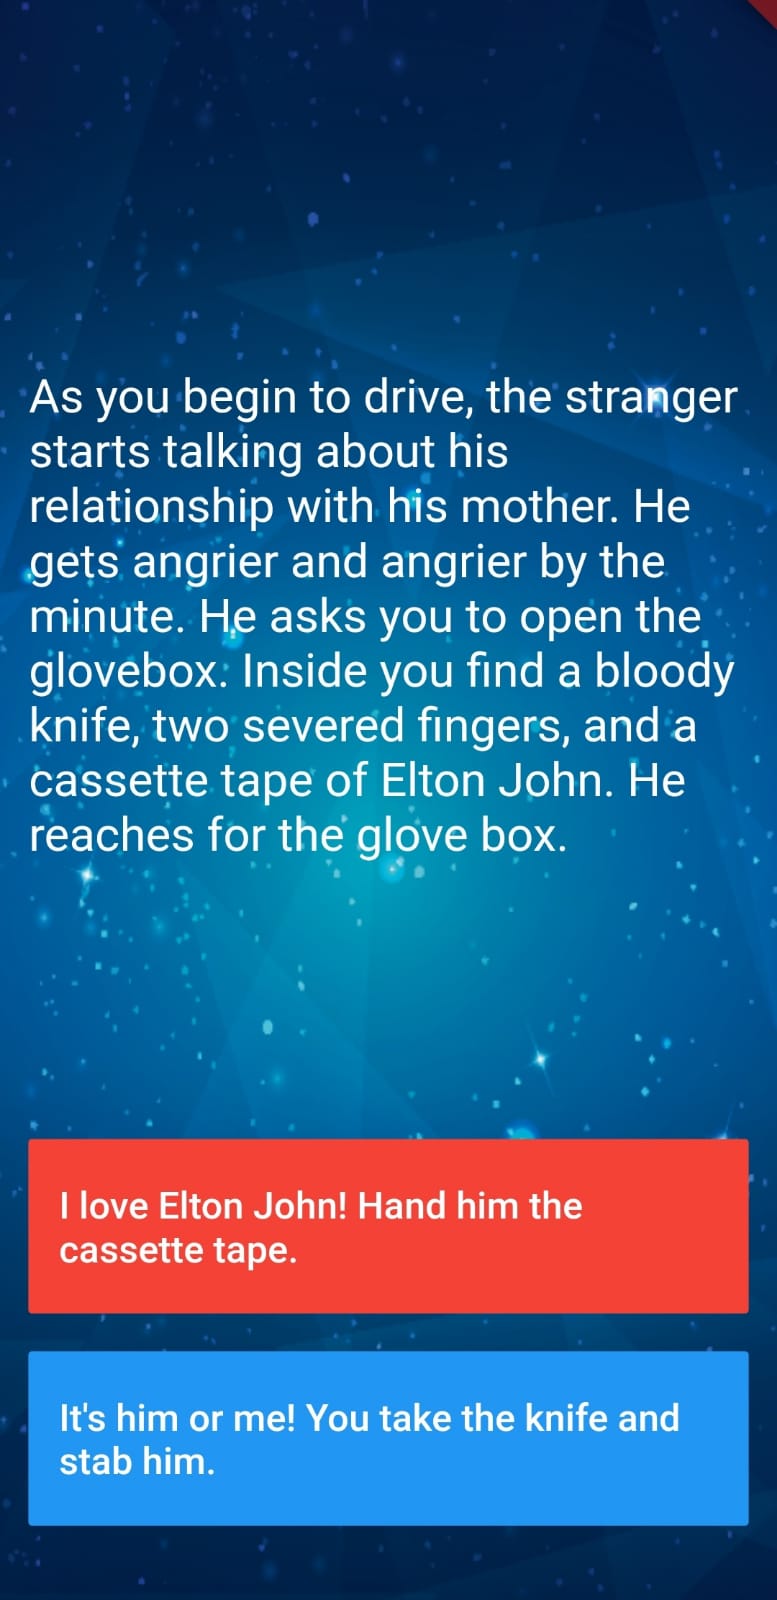 As you begin to drive, the stranger
starts talking about his
relationship with his mother. He
gets angrier and angrier by the
minute. He asks you to open the
glovebox. Inside you find a bloody
knife, two severed fingers, and a
cassette tape of Elton John. He
reaches for the glove box.
I love Elton John! Hand him the
cassette tape.
It's him or me! You take the knife and
stab him.